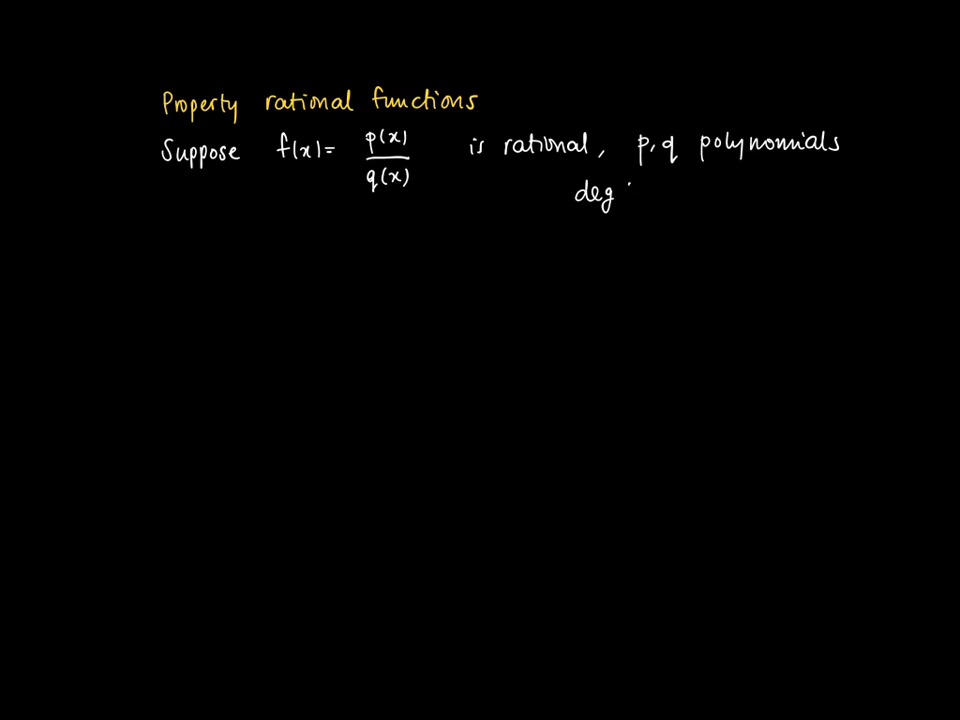 Property rational functions
Suppose f(x) = p(x)/q(x) is rational, p, q polynomials
deg